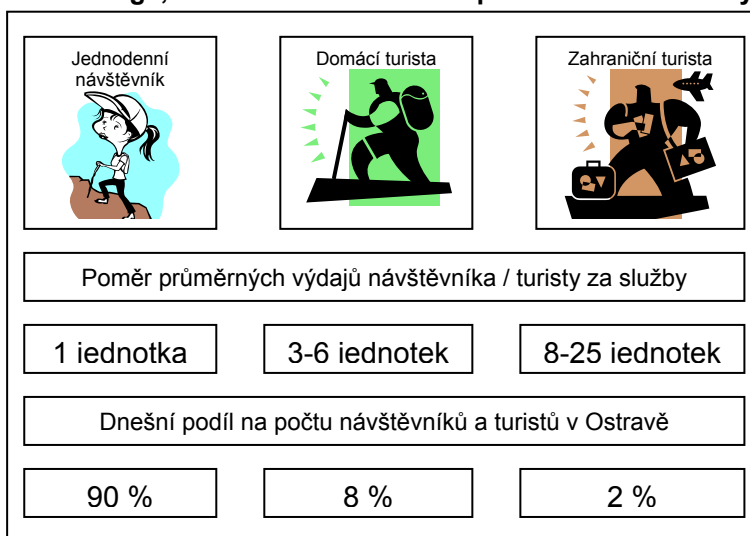 Jednodenní
návštěvník
Domácí turista
Zahraniční turista
Poměr průměrných výdajů návštěvníka / turisty za služby
1 iednotka
3-6 iednotek
8-25 iednotek
Dnešní podíl na počtu návštěvníků a turistů v Ostravě
90 %
8 %
2 %